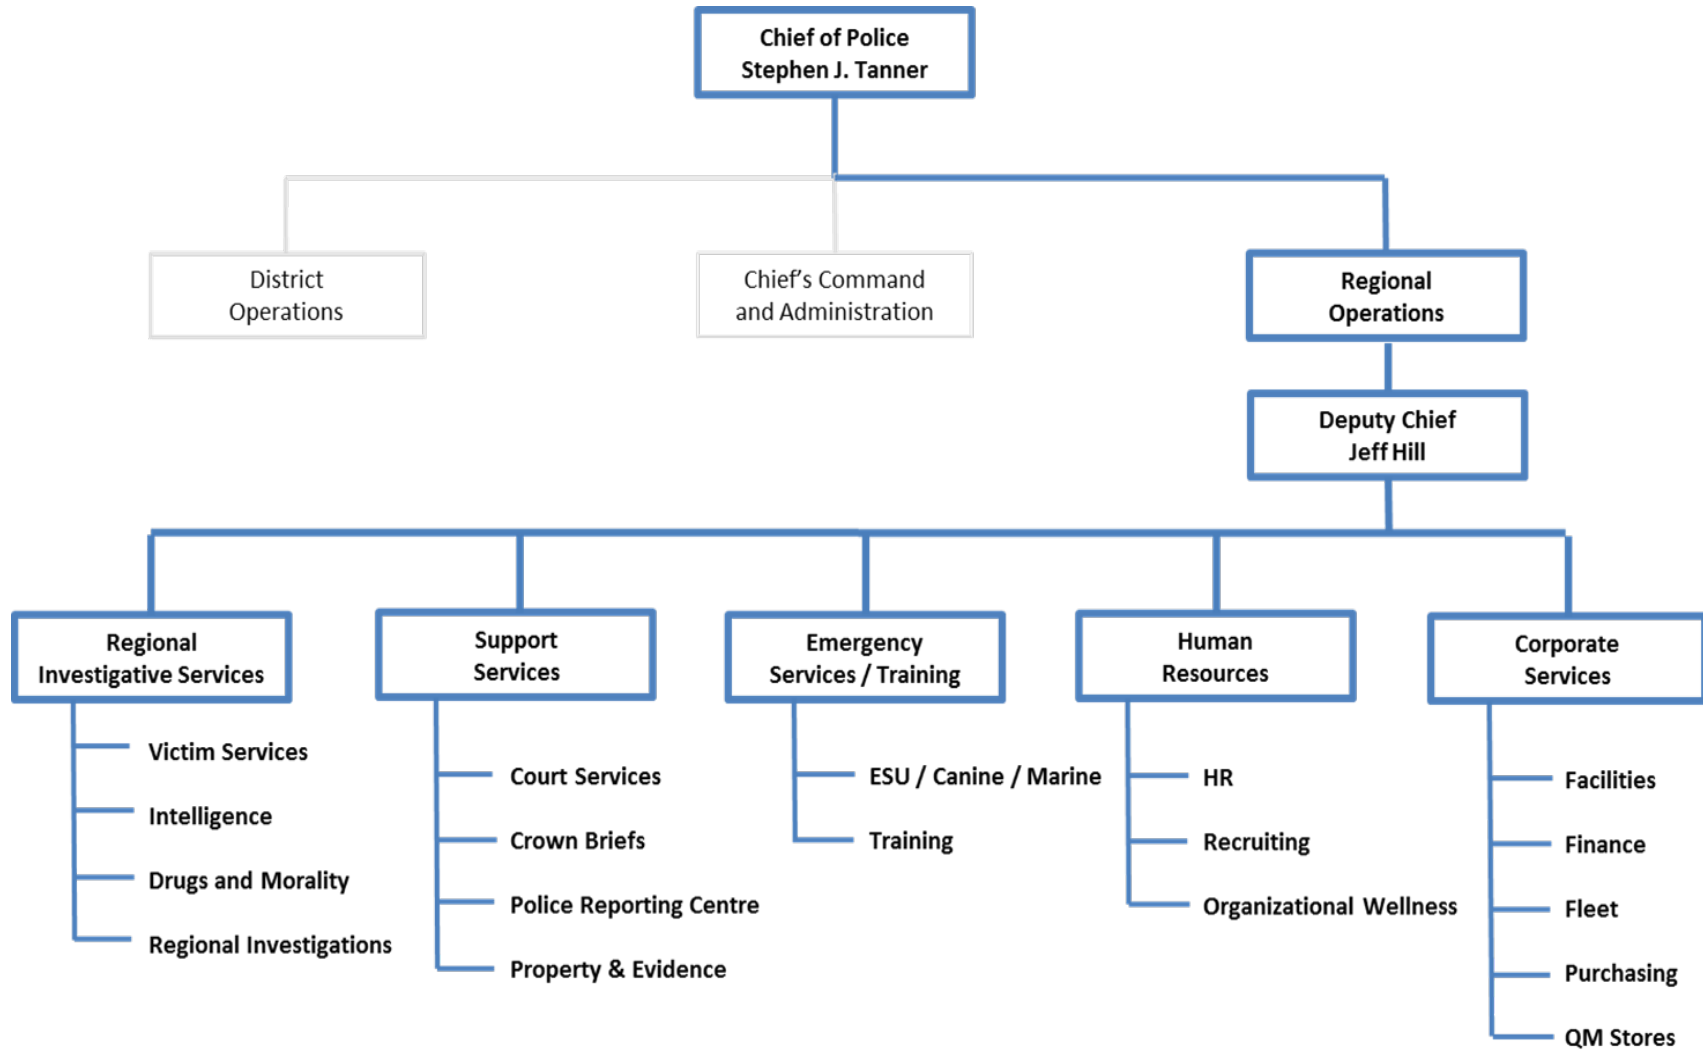 Chief of Police
Stephen J. Tanner
District
Operations
Chief's Command
and Administration
Regional
Operations
Deputy Chief
Jeff Hill
Regional
Investigative Services
Victim Services
Intelligence
Drugs and Morality
Regional Investigations
Support
Services
Court Services
Crown Briefs
Police Reporting Centre
Property & Evidence
Emergency
Services / Training
ESU / Canine / Marine
Training
Human
Resources
HR
Recruiting
Organizational Wellness
Corporate
Services
Facilities
Finance
Fleet
Purchasing
QM Stores